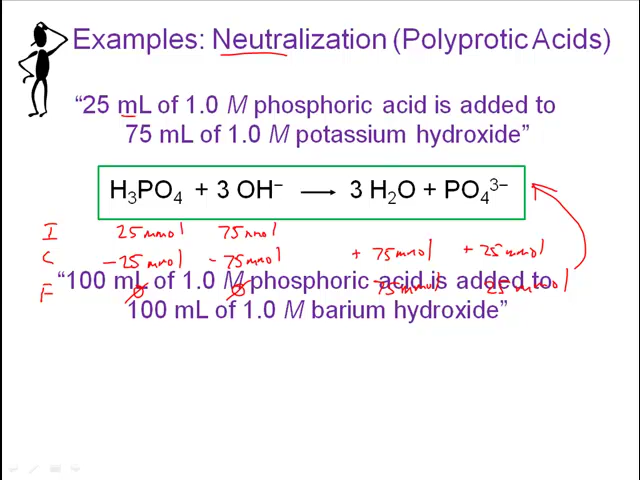 Examples: Neutralization (Polyprotic Acids)
“25 mL of 1.0 M phosphoric acid is added to
75 mL of 1.0 M potassium hydroxide”
H₃PO₄ + 3 OH⁻ ⟶ 3 H₂O + PO₄³⁻
I 25 mmol 75 mmol
C -25 mmol -75 mmol +75 mmol +25 mmol
“100 mL of 1.0 M phosphoric acid is added to
F Ø Ø 75 mmol 25 mmol
100 mL of 1.0 M barium hydroxide”